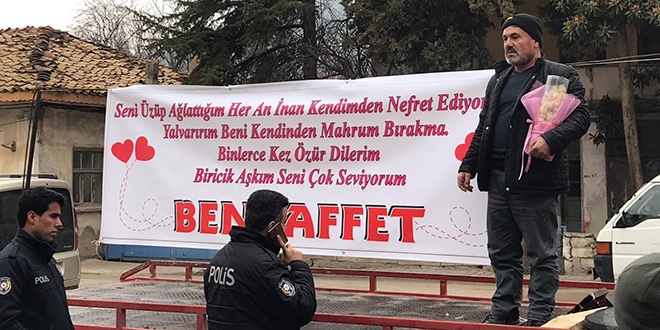 Seni Üzüp Ağlattığım Her An İnan Kendimden Nefret Ediyor
Yalvarırım Beni Kendinden Mahrum Bırakma.
Binlerce Kez Özür Dilerim
Biricik Aşkım Seni Çok Seviyorum
BENİ AFFET
POLİS
POLİS